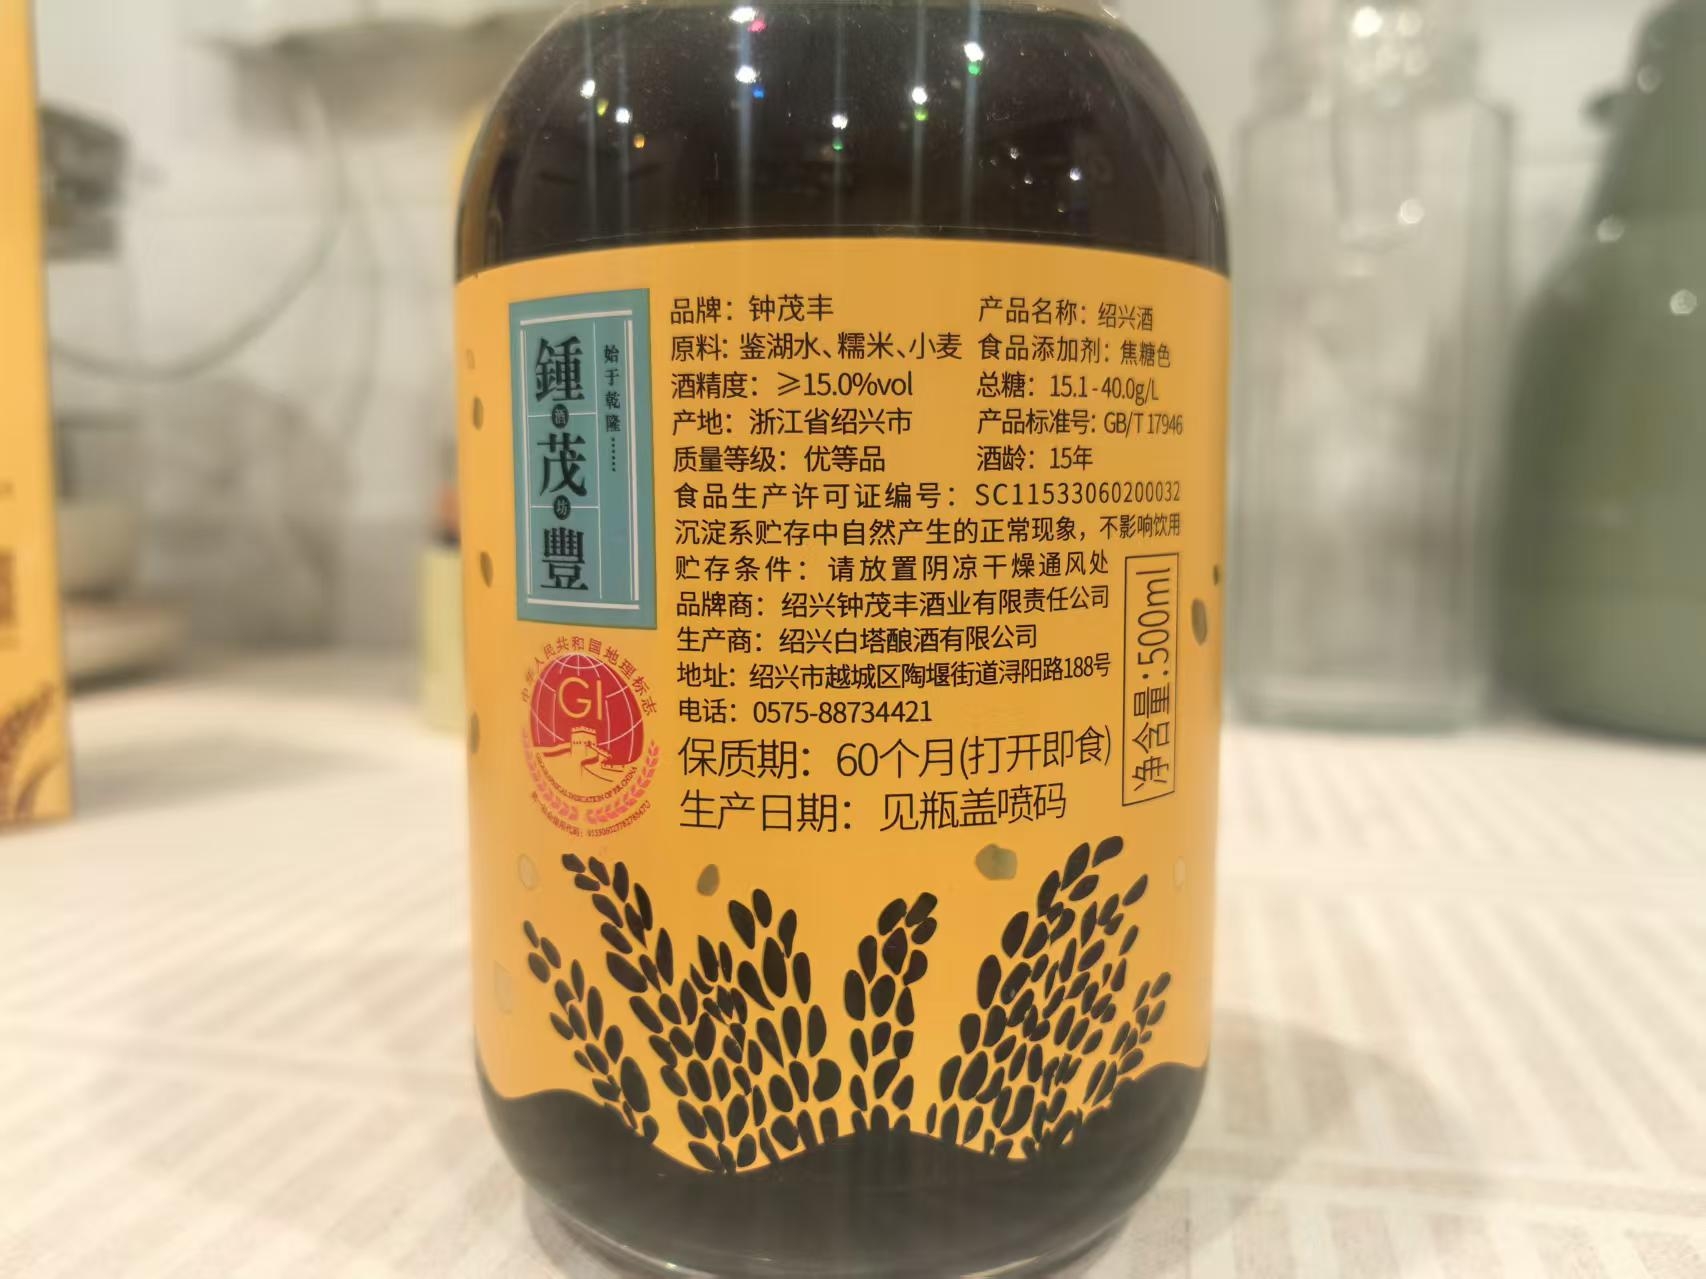 鍾茂豐
酒坊
始于乾隆……
中华人民共和国地理标志
GI
GEOGRAPHICAL INDICATION OF P.R. CHINA
品牌：钟茂丰 产品名称：绍兴酒
原料：鉴湖水、糯米、小麦 食品添加剂：焦糖色
酒精度：≥15.0%vol 总糖：15.1-40.0g/L
产地：浙江省绍兴市 产品标准号：GB/T 17946
质量等级：优等品 酒龄：15年
食品生产许可证编号：SC11533060200032
沉淀系贮存中自然产生的正常现象，不影响饮用
贮存条件：请放置阴凉干燥通风处
品牌商：绍兴钟茂丰酒业有限责任公司
生产商：绍兴白塔酿酒有限公司
地址：绍兴市越城区陶堰街道浔阳路188号
电话：0575-88734421
保质期：60个月(打开即食)
生产日期：见瓶盖喷码
净含量:500ml